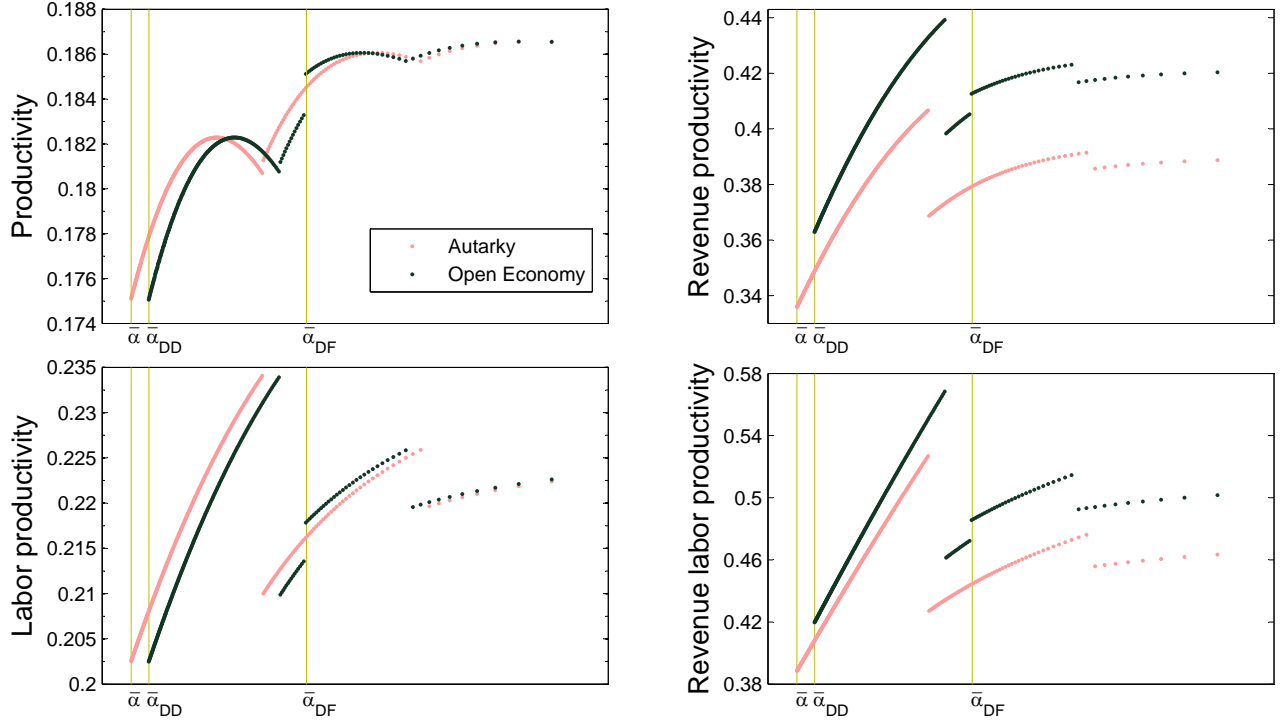 Productivity
0.188
0.186
0.184
0.182
0.18
0.178
0.176
0.174
Autarky
Open Economy
ᾱ ᾱDD ᾱDF
Revenue productivity
0.44
0.42
0.4
0.38
0.36
0.34
ᾱ ᾱDD ᾱDF
Labor productivity
0.235
0.23
0.225
0.22
0.215
0.21
0.205
0.2
ᾱ ᾱDD ᾱDF
Revenue labor productivity
0.58
0.54
0.5
0.46
0.42
0.38
ᾱ ᾱDD ᾱDF